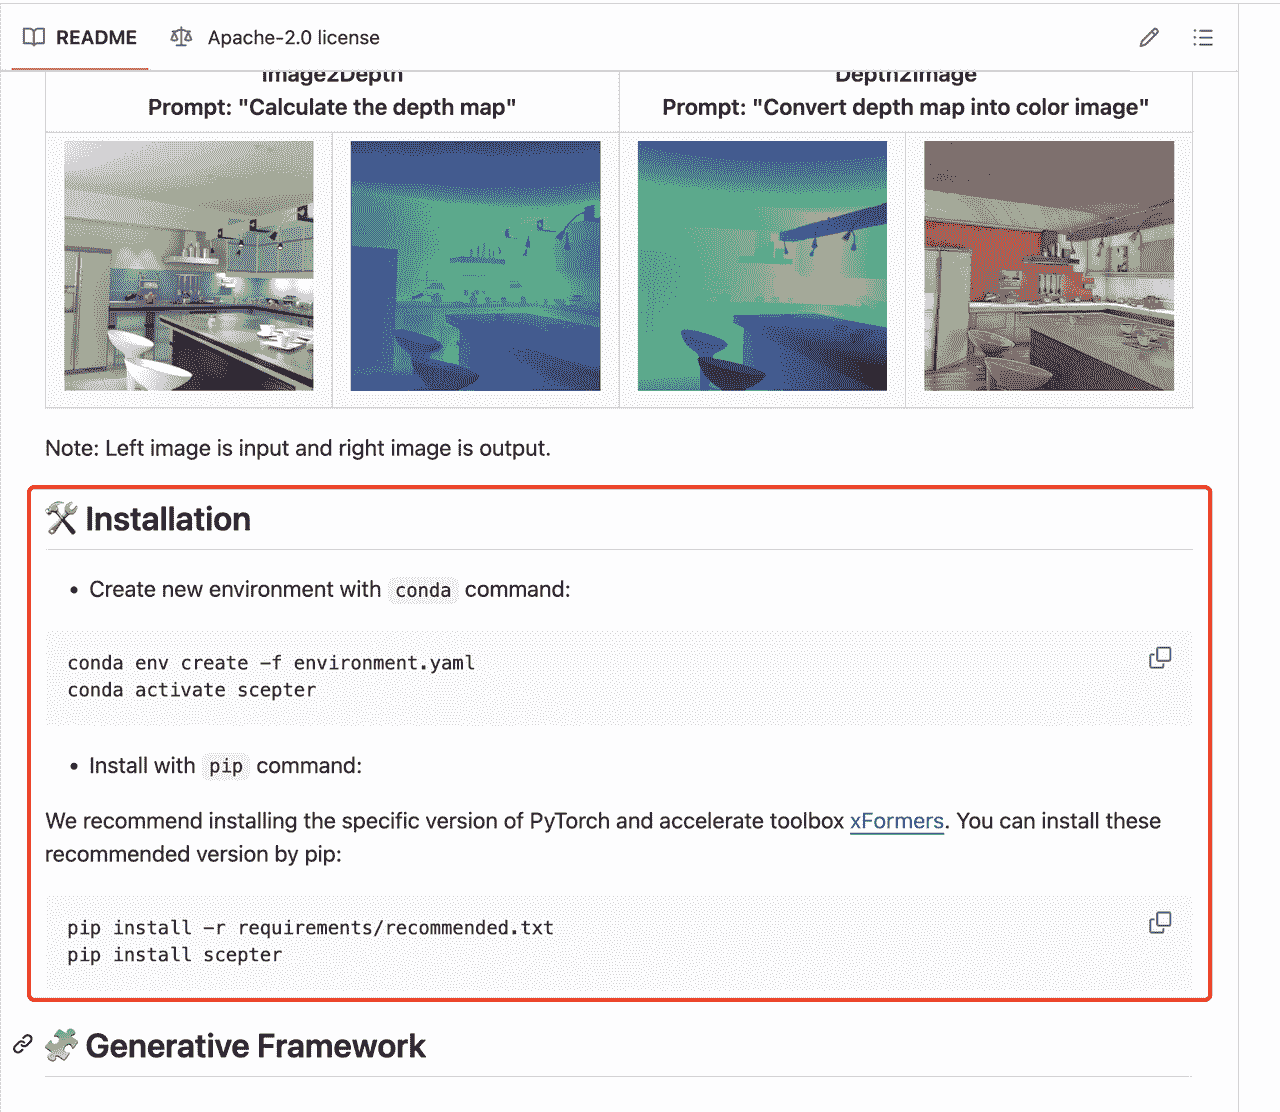 README
Apache-2.0 license
Image2Depth
Depth2Image
Prompt: "Calculate the depth map"
Prompt: "Convert depth map into color image"
Note: Left image is input and right image is output.
Installation
Create new environment with conda command:
conda env create -f environment.yaml
conda activate scepter
Install with pip command:
We recommend installing the specific version of PyTorch and accelerate toolbox xFormers. You can install these
recommended version by pip:
pip install -r requirements/recommended.txt
pip install scepter
Generative Framework